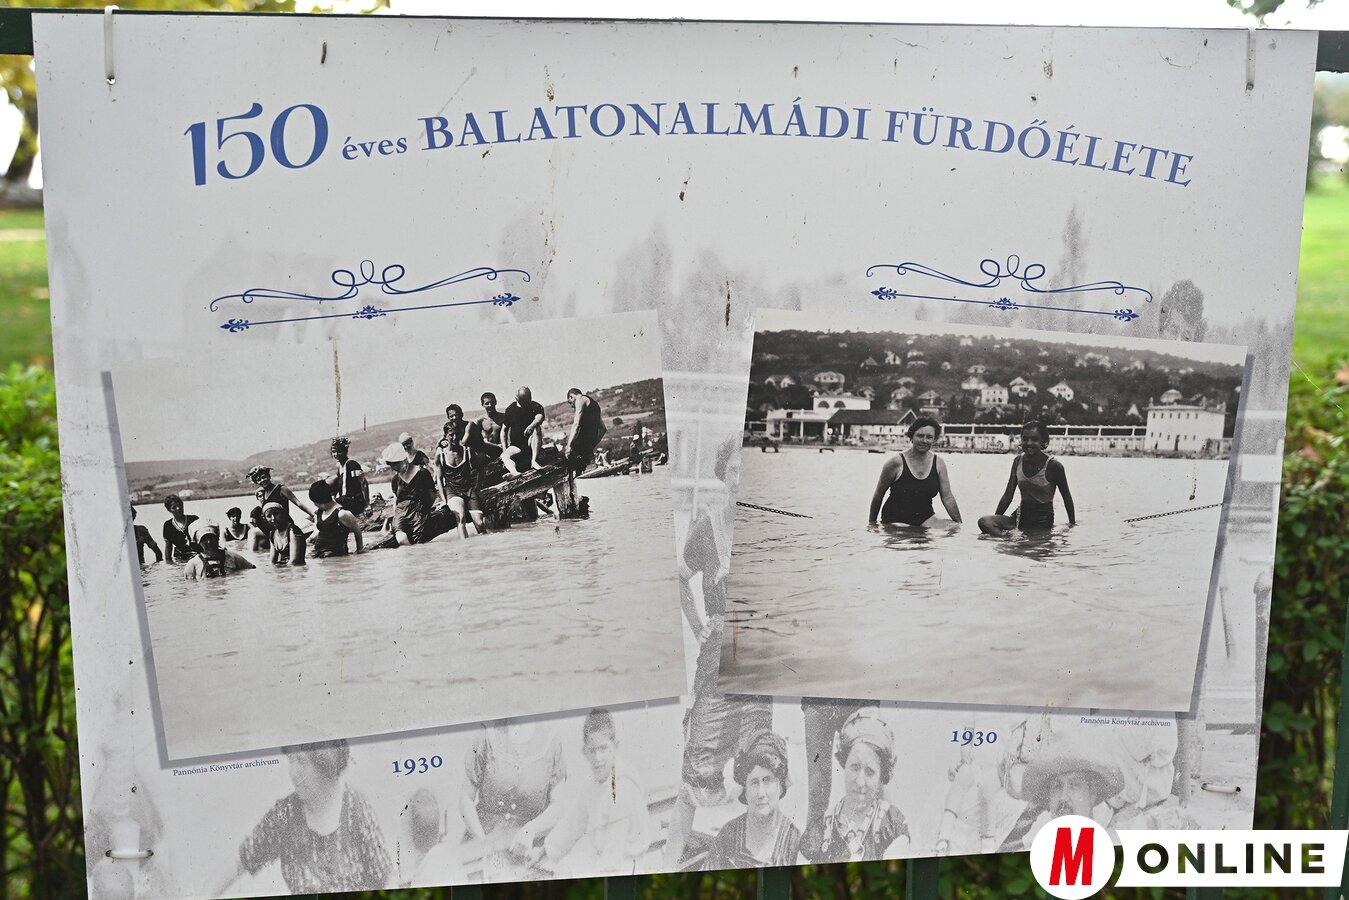 150 éves BALATONALMÁDI FÜRDŐÉLETE
Pannónia Könyvtár archívum
1930
1930
Pannónia Könyvtár archívum
M ONLINE